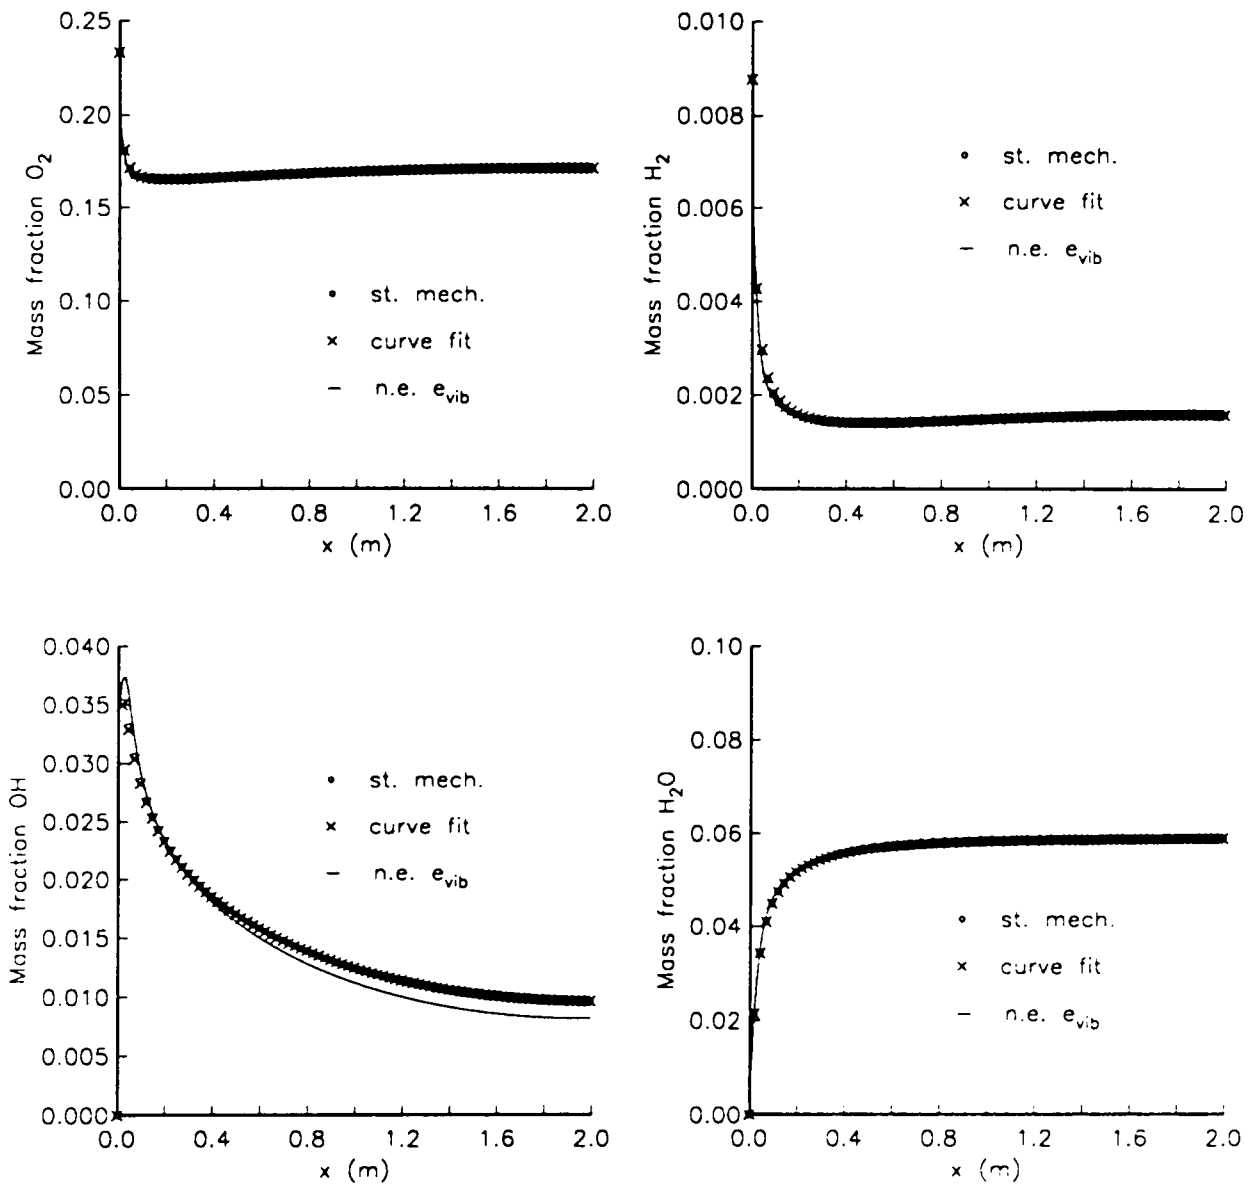 0.25
0.20
0.15
0.10
0.05
0.00
Mass fraction O2
st. mech.
curve fit
n.e. evib
0.0 0.4 0.8 1.2 1.6 2.0
x (m)
0.010
0.008
0.006
0.004
0.002
0.000
Mass fraction H2
st. mech.
curve fit
n.e. evib
0.0 0.4 0.8 1.2 1.6 2.0
x (m)
0.040
0.035
0.030
0.025
0.020
0.015
0.010
0.005
0.000
Mass fraction OH
st. mech.
curve fit
n.e. evib
0.0 0.4 0.8 1.2 1.6 2.0
x (m)
0.10
0.08
0.06
0.04
0.02
0.00
Mass fraction H2O
st. mech.
curve fit
n.e. evib
0.0 0.4 0.8 1.2 1.6 2.0
x (m)